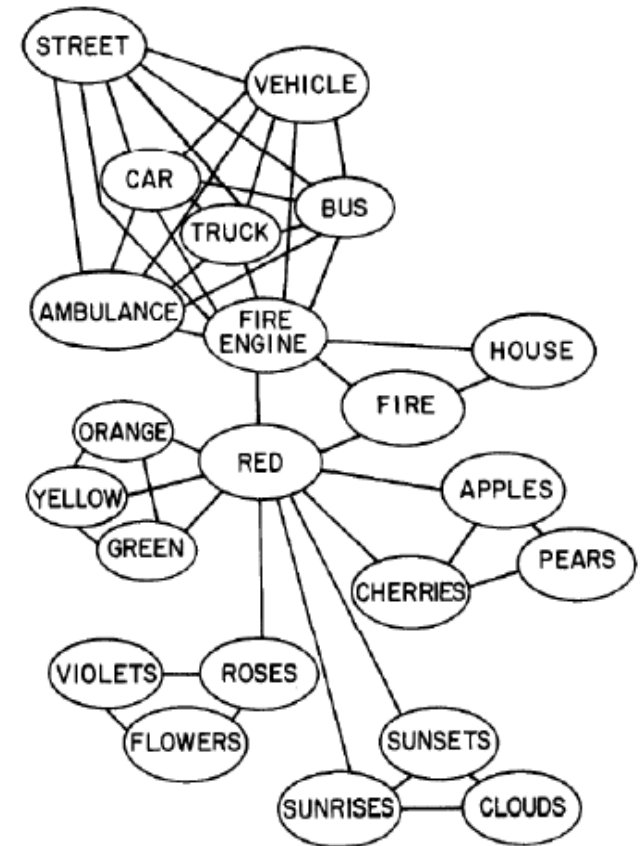 STREET
VEHICLE
CAR
BUS
TRUCK
AMBULANCE
FIRE
ENGINE
HOUSE
FIRE
ORANGE
RED
YELLOW
APPLES
GREEN
PEARS
CHERRIES
VIOLETS
ROSES
FLOWERS
SUNSETS
SUNRISES
CLOUDS